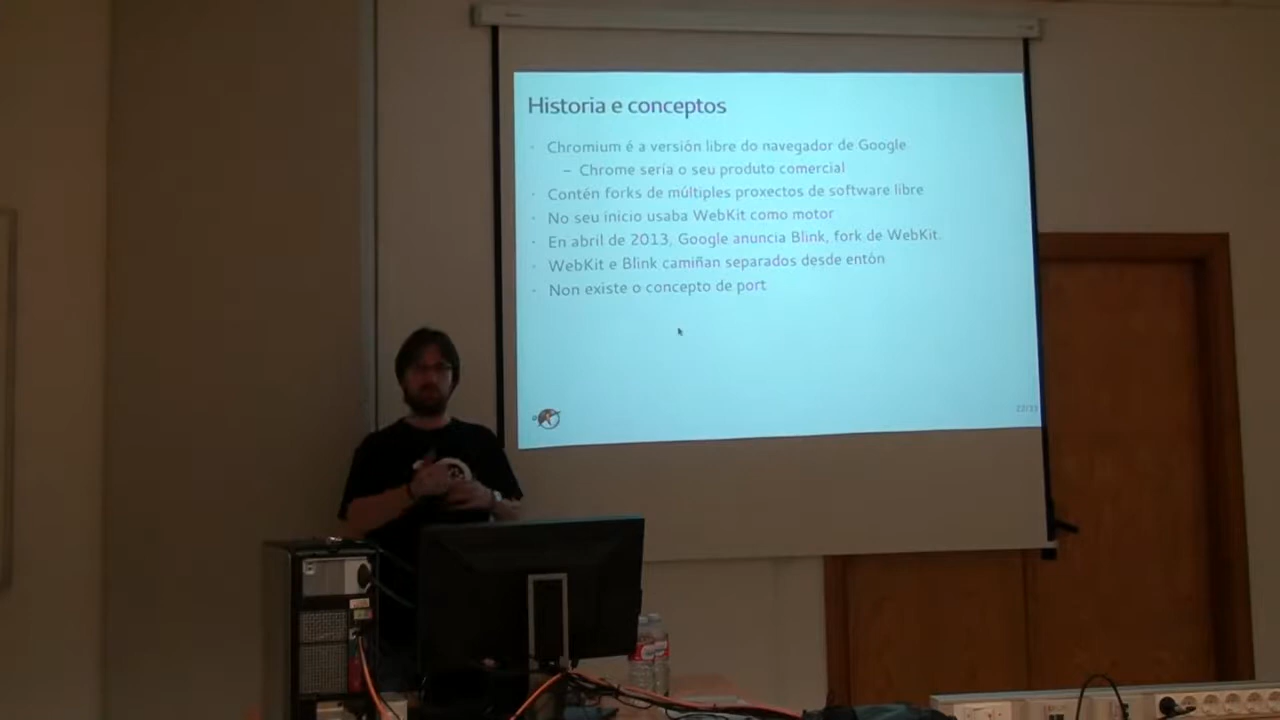 Historia e conceptos
Chromium é a versión libre do navegador de Google
– Chrome sería o seu produto comercial
Contén forks de múltiples proxectos de software libre
No seu inicio usaba WebKit como motor
En abril de 2013, Google anuncia Blink, fork de WebKit.
WebKit e Blink camiñan separados desde entón
Non existe o concepto de port